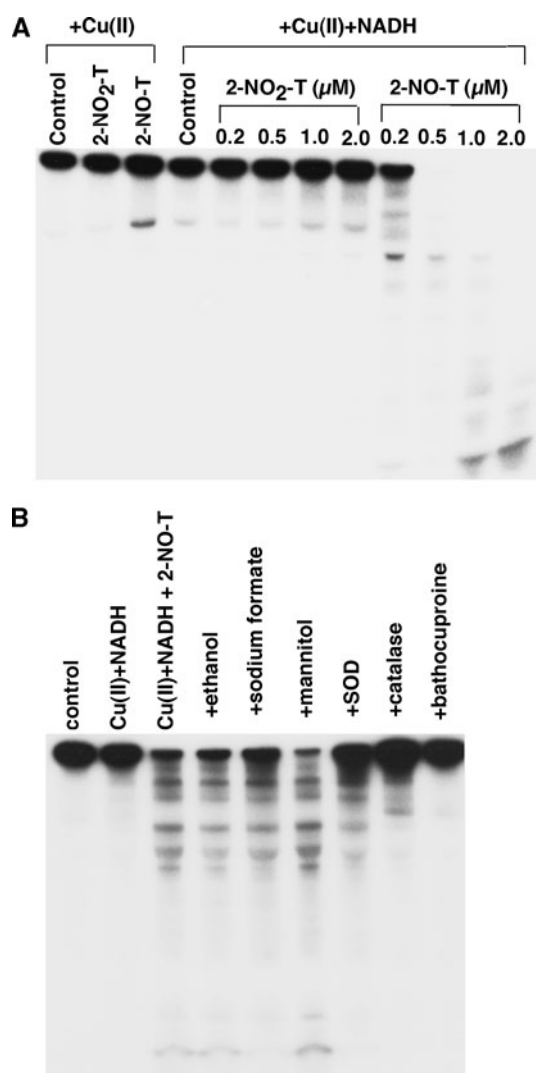 A
+Cu(II)
+Cu(II)+NADH
Control
2-NO2-T
2-NO-T
Control
2-NO2-T (μM)
2-NO-T (μM)
0.2 0.5 1.0 2.0 0.2 0.5 1.0 2.0
B
control
Cu(II)+NADH
Cu(II)+NADH + 2-NO-T
+ethanol
+sodium formate
+mannitol
+SOD
+catalase
+bathocuproine